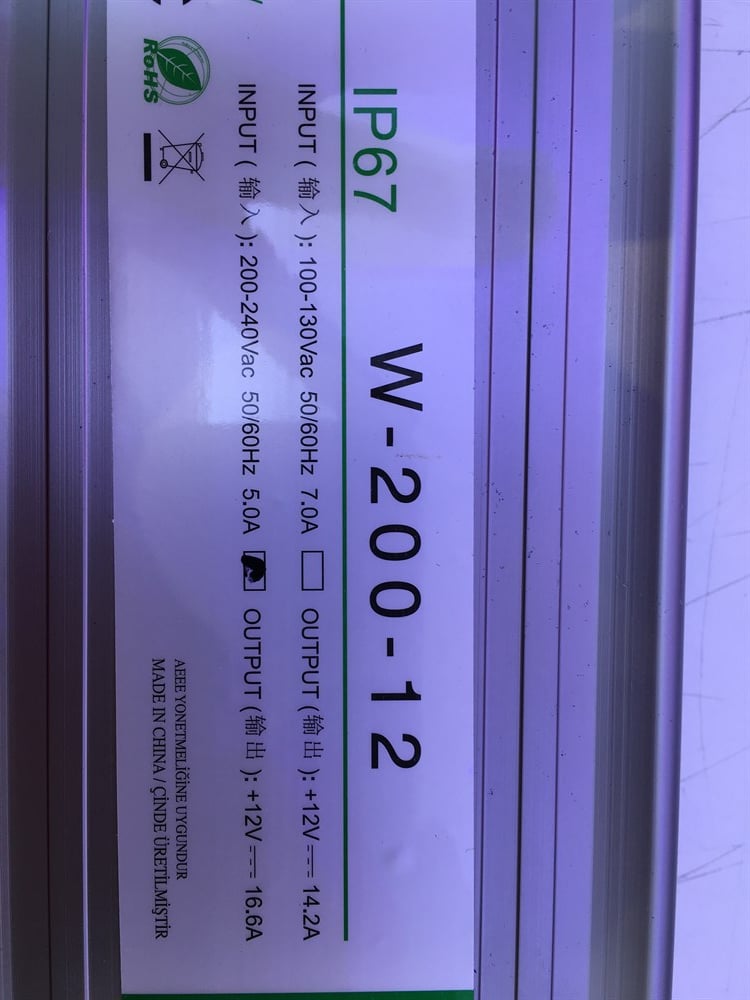 IP67
W-200-12
INPUT ( 输入 ): 100-130Vac 50/60Hz 7.0A OUTPUT ( 输出 ): +12V 14.2A
INPUT ( 输入 ): 200-240Vac 50/60Hz 5.0A OUTPUT ( 输出 ): +12V 16.6A
RoHS
AEEE YONETMELİĞİNE UYGUNDUR
MADE IN CHINA / ÇİNDE ÜRETİLMİŞTİR